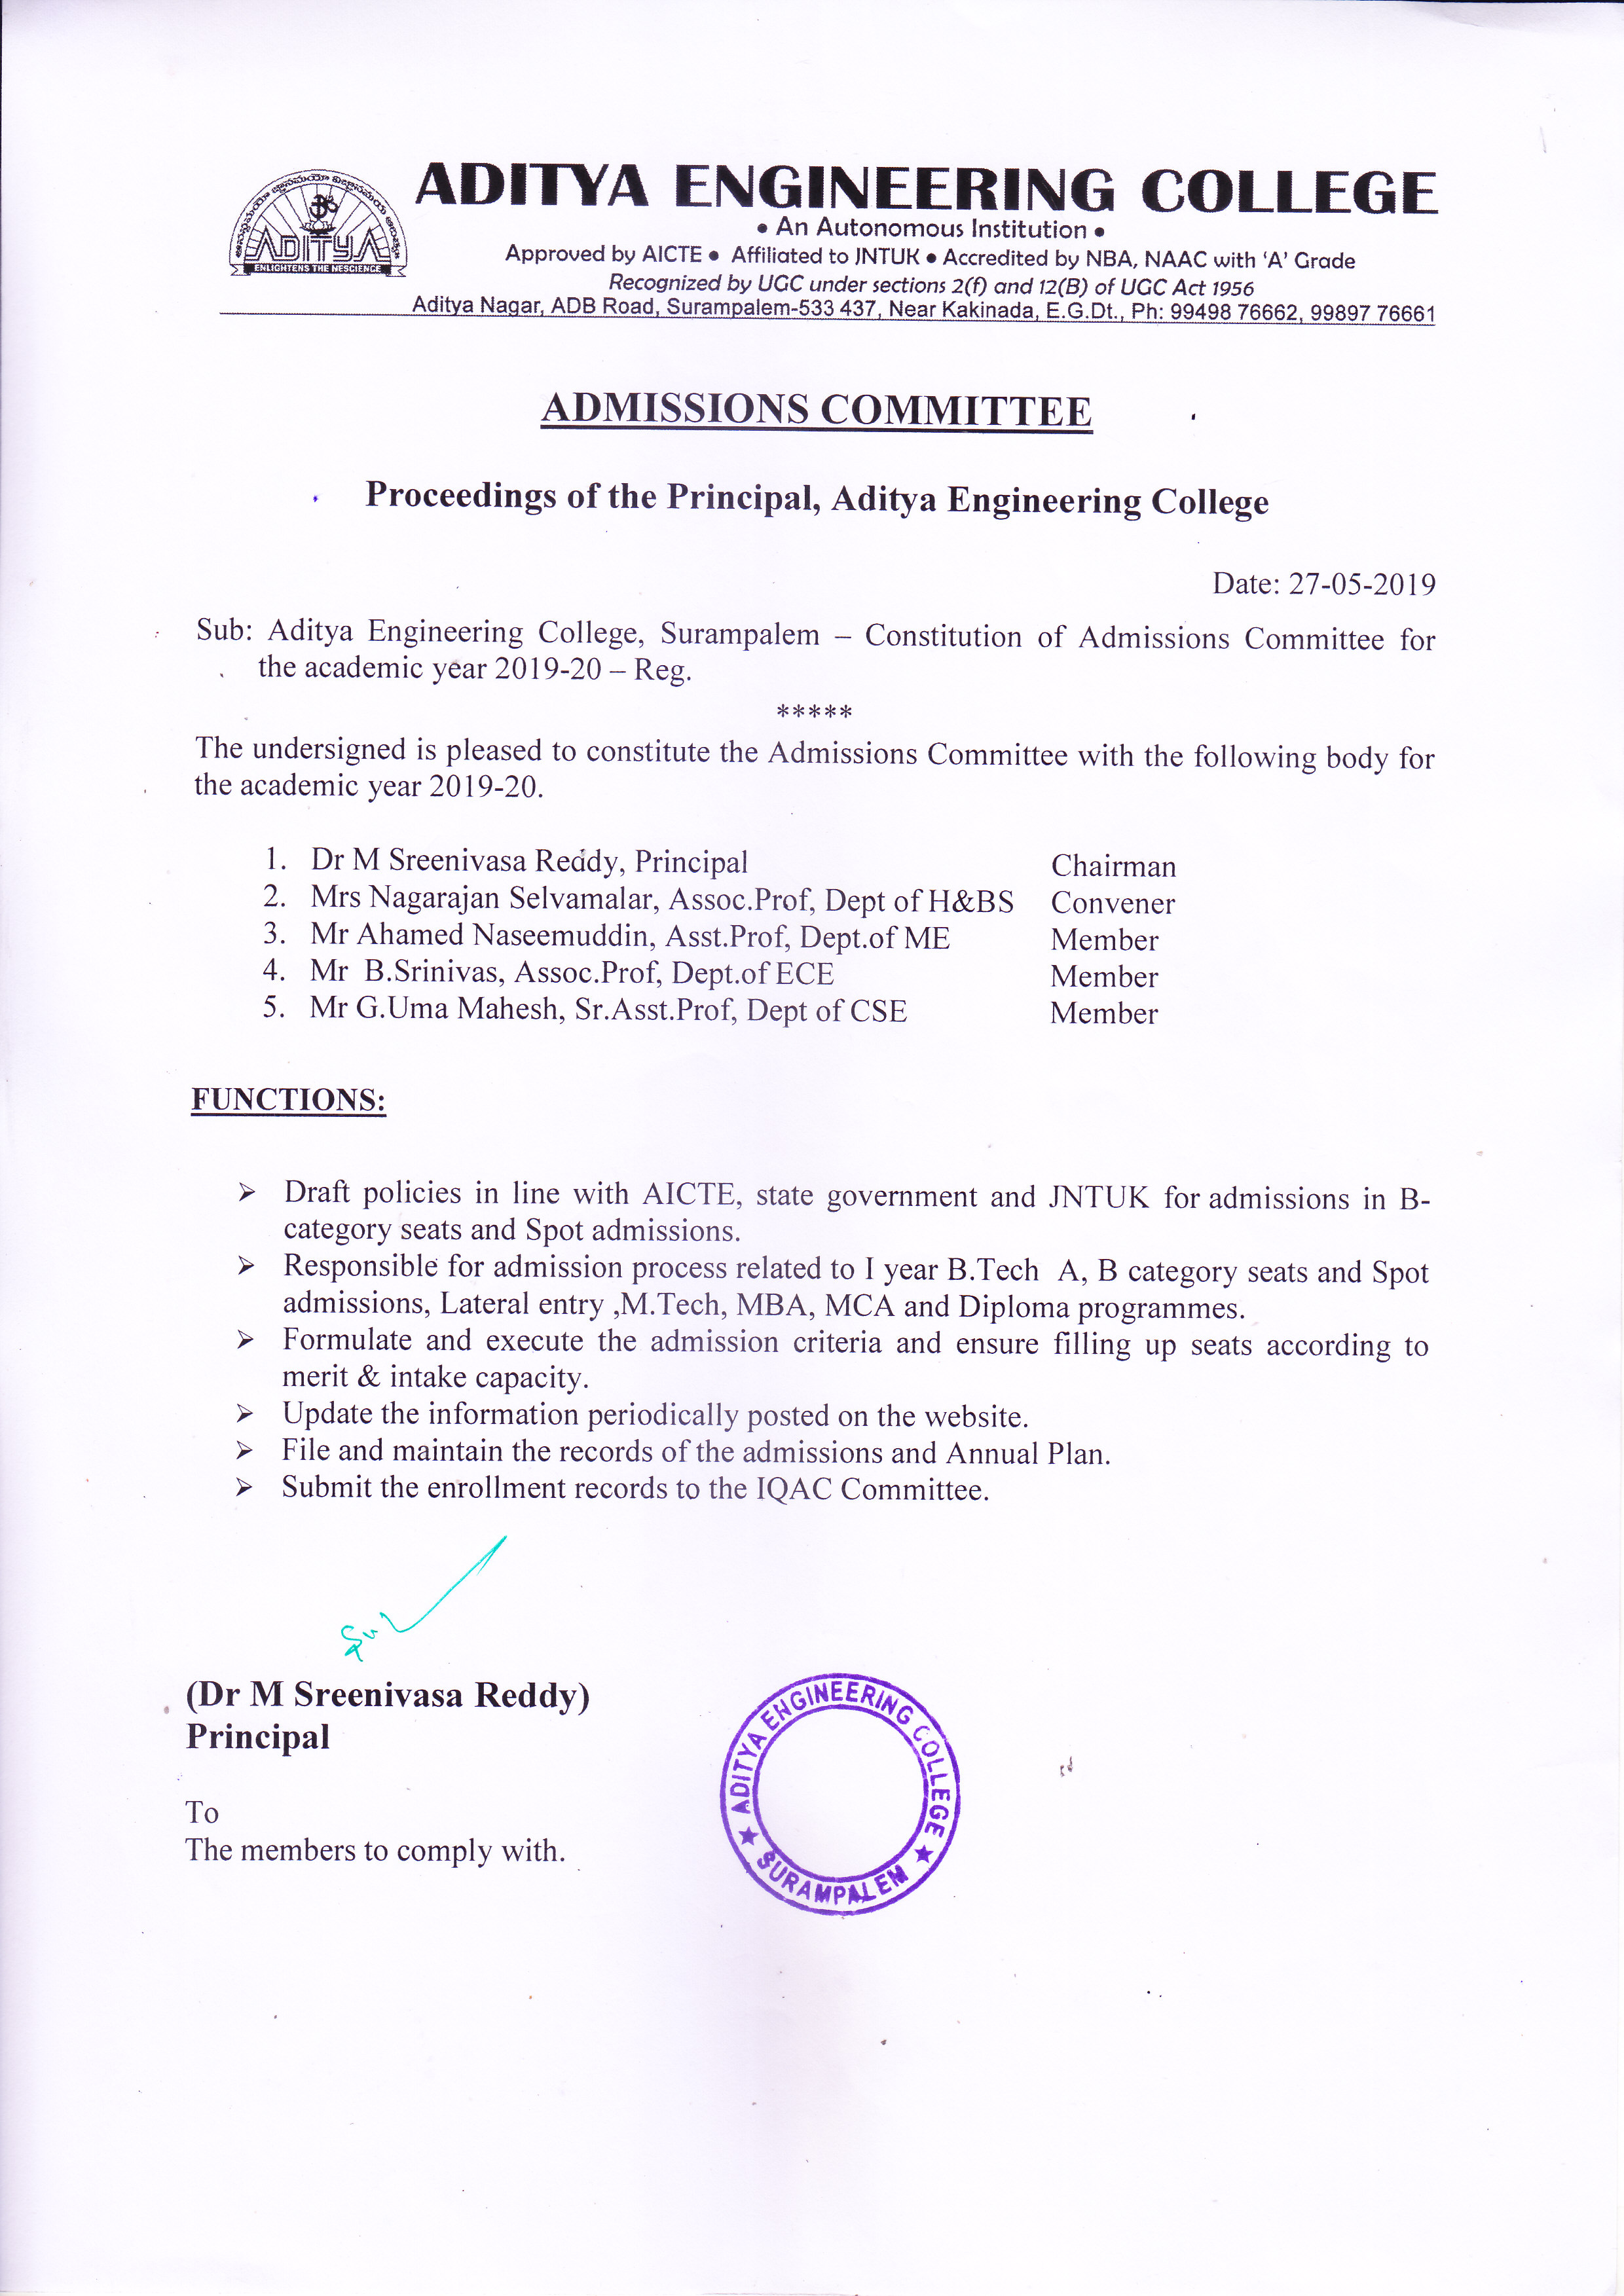 ADITYA ENGINEERING COLLEGE
• An Autonomous Institution •
Approved by AICTE • Affiliated to JNTUK • Accredited by NBA, NAAC with ‘A’ Grade
Recognized by UGC under sections 2(f) and 12(B) of UGC Act 1956
Aditya Nagar, ADB Road, Surampalem-533 437, Near Kakinada, E.G.Dt., Ph: 99498 76662, 99897 76661
ADITYA
ENLIGHTENS THE NESCIENCE
ADMISSIONS COMMITTEE
Proceedings of the Principal, Aditya Engineering College
Date: 27-05-2019
Sub: Aditya Engineering College, Surampalem – Constitution of Admissions Committee for
the academic year 2019-20 – Reg.
*****
The undersigned is pleased to constitute the Admissions Committee with the following body for
the academic year 2019-20.
1. Dr M Sreenivasa Reddy, Principal Chairman
2. Mrs Nagarajan Selvamalar, Assoc.Prof, Dept of H&BS Convener
3. Mr Ahamed Naseemuddin, Asst.Prof, Dept.of ME Member
4. Mr B.Srinivas, Assoc.Prof, Dept.of ECE Member
5. Mr G.Uma Mahesh, Sr.Asst.Prof, Dept of CSE Member
FUNCTIONS:
➢ Draft policies in line with AICTE, state government and JNTUK for admissions in B-
category seats and Spot admissions.
➢ Responsible for admission process related to I year B.Tech A, B category seats and Spot
admissions, Lateral entry ,M.Tech, MBA, MCA and Diploma programmes.
➢ Formulate and execute the admission criteria and ensure filling up seats according to
merit & intake capacity.
➢ Update the information periodically posted on the website.
➢ File and maintain the records of the admissions and Annual Plan.
➢ Submit the enrollment records to the IQAC Committee.
(Dr M Sreenivasa Reddy)
Principal
To
The members to comply with.
ADITYA ENGINEERING COLLEGE
★ SURAMPALEM ★